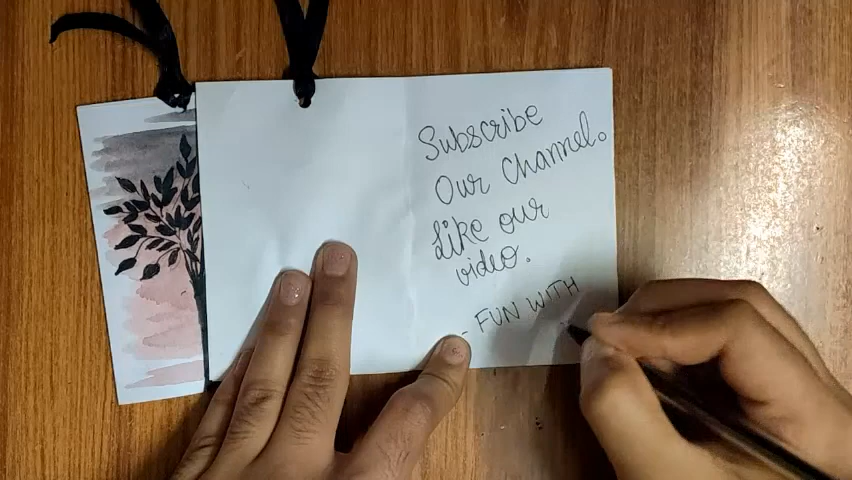 Subscribe
Our Channel.
Like our
video.
- FUN WITH